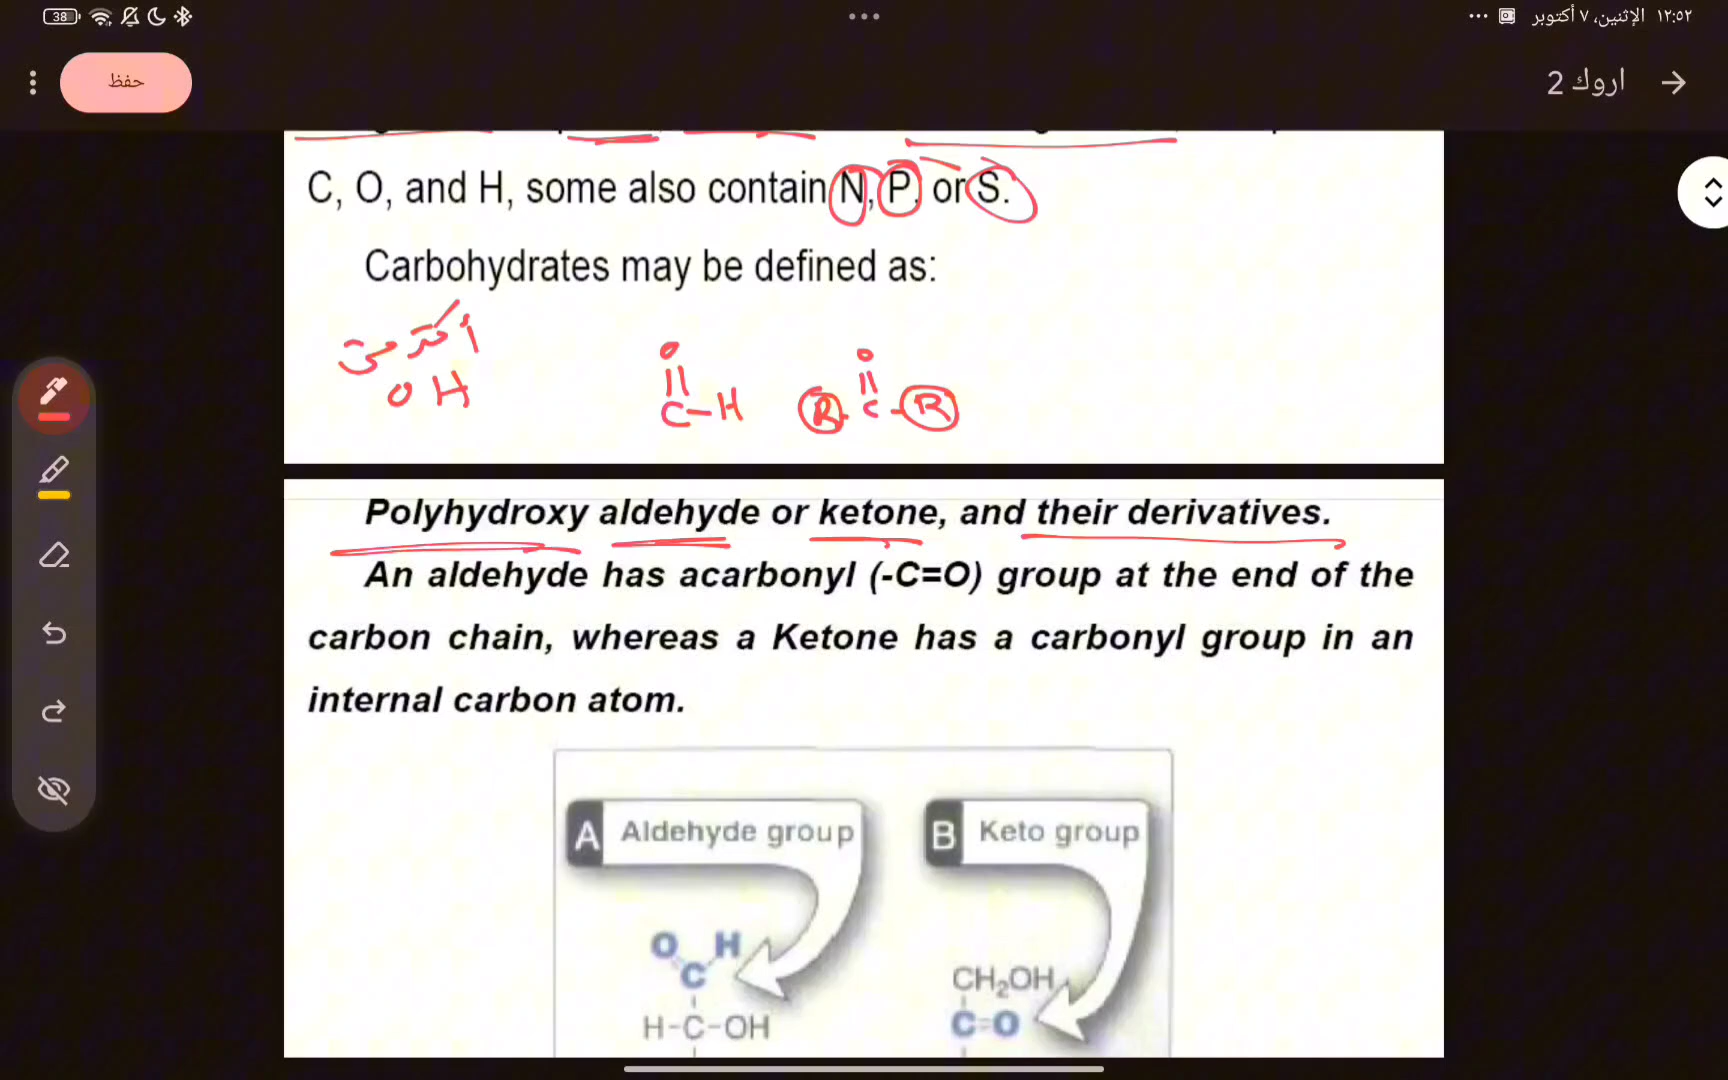 38
١٢:٥٢ الإثنين، ٧ أكتوبر
حفظ
اروك 2
C, O, and H, some also contain N, P, or S.
Carbohydrates may be defined as:
أكثر من
OH
O
C-H
O
R-C-R
Polyhydroxy aldehyde or ketone, and their derivatives.
An aldehyde has acarbonyl (-C=O) group at the end of the
carbon chain, whereas a Ketone has a carbonyl group in an
internal carbon atom.
A Aldehyde group
B Keto group
O H
C
H-C-OH
CH₂OH
C=O